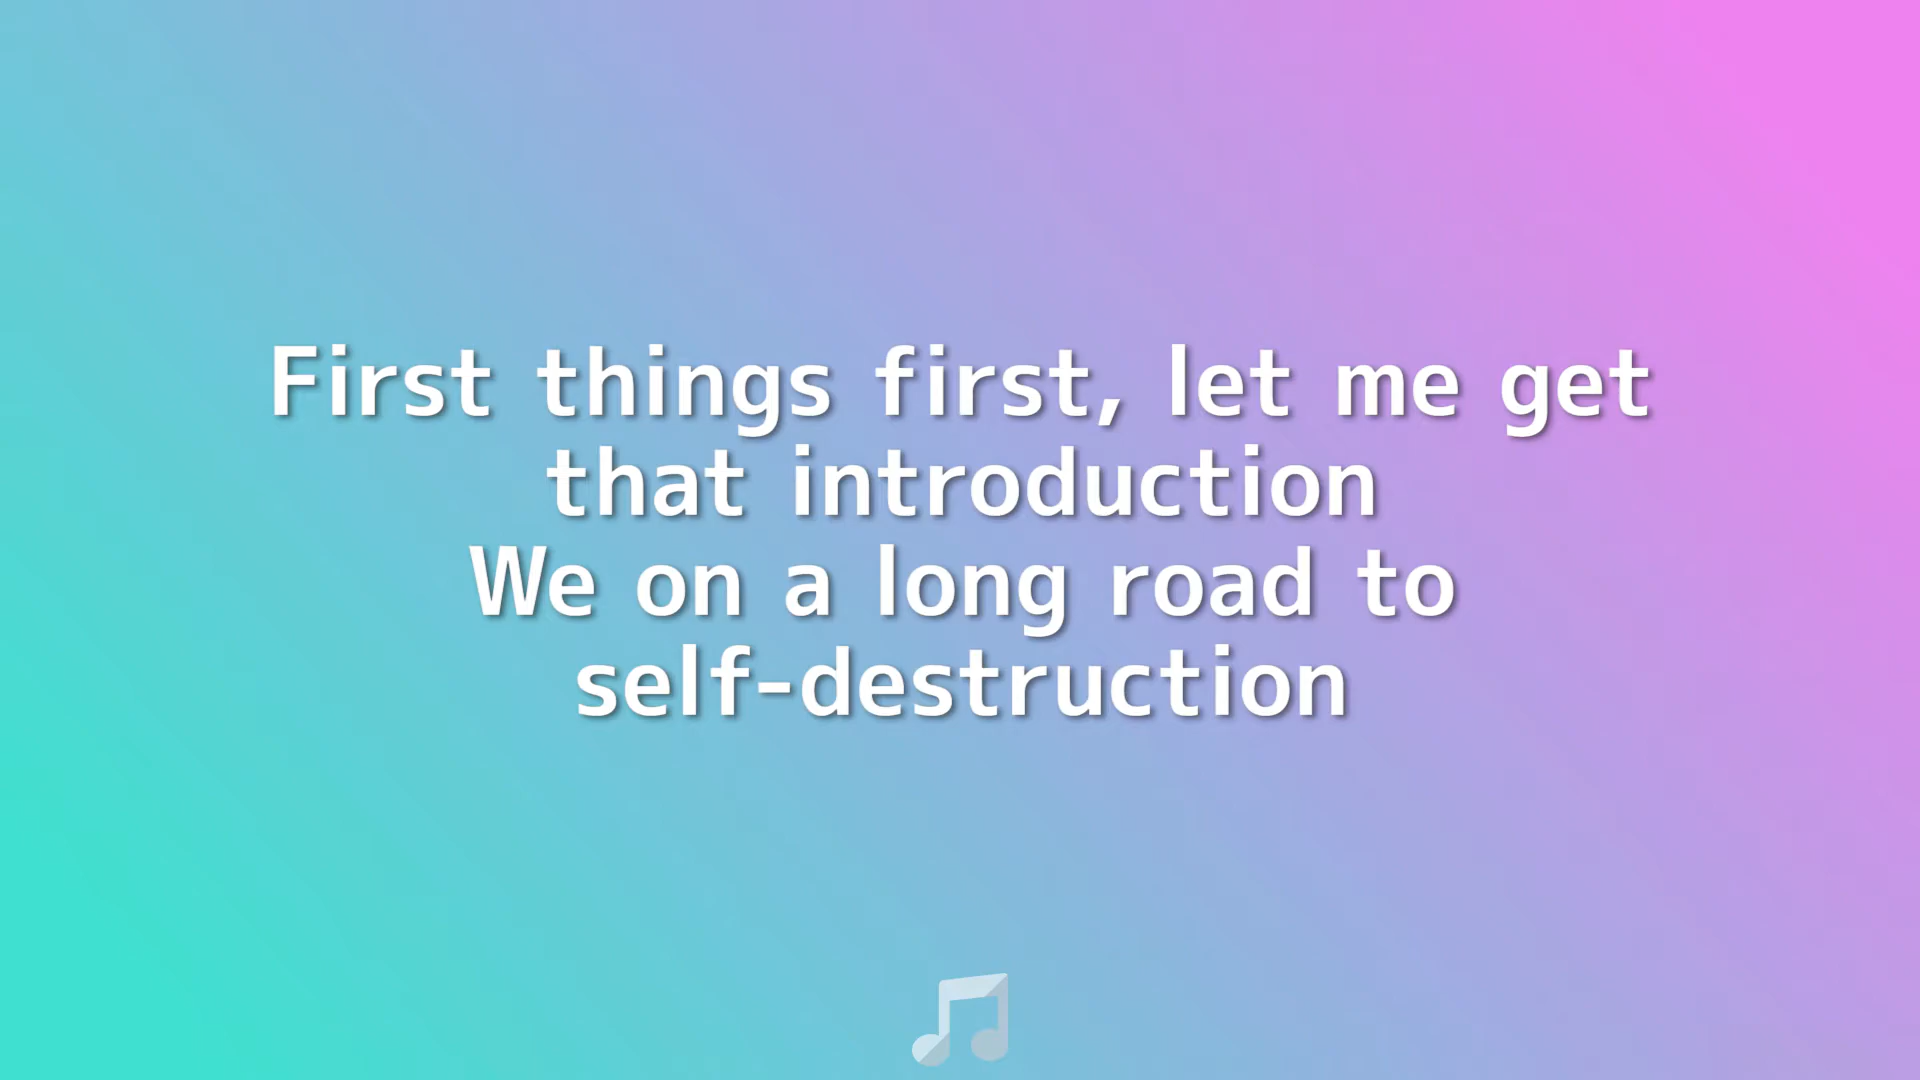 First things first, let me get
that introduction
We on a long road to
self-destruction